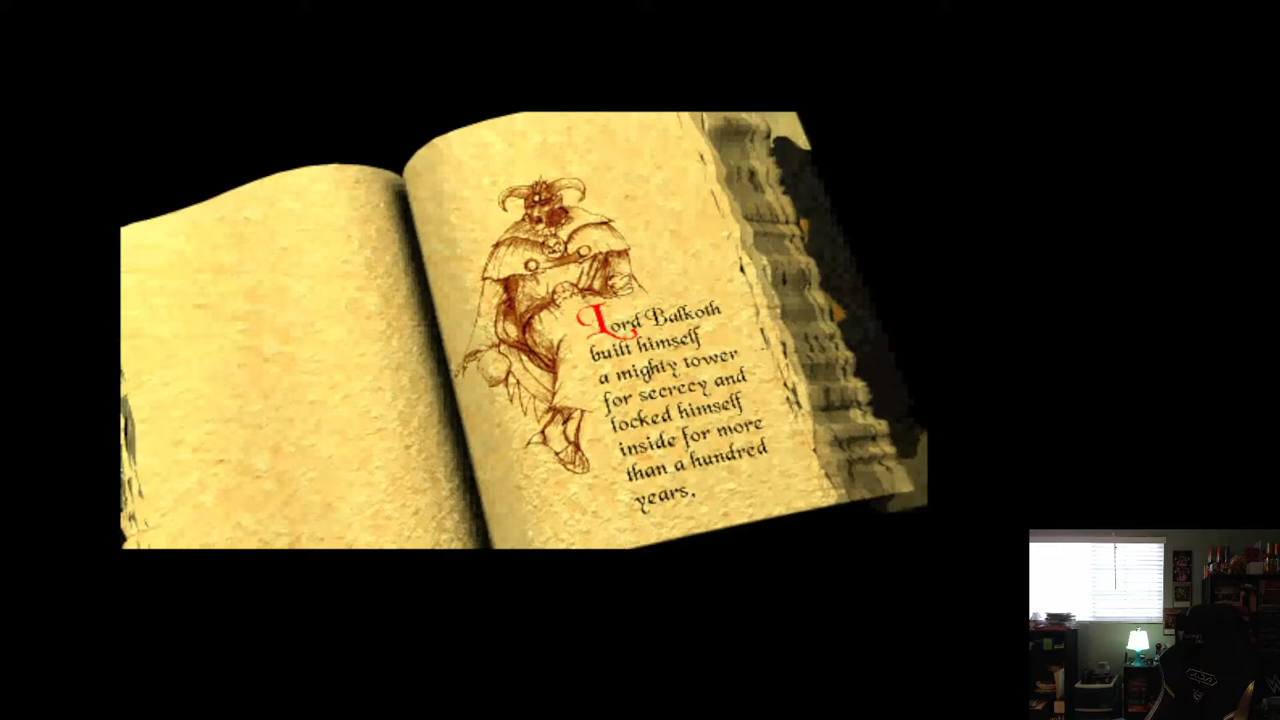 Lord Balkoth
built himself
a mighty tower
for secrecy and
locked himself
inside for more
than a hundred
years.